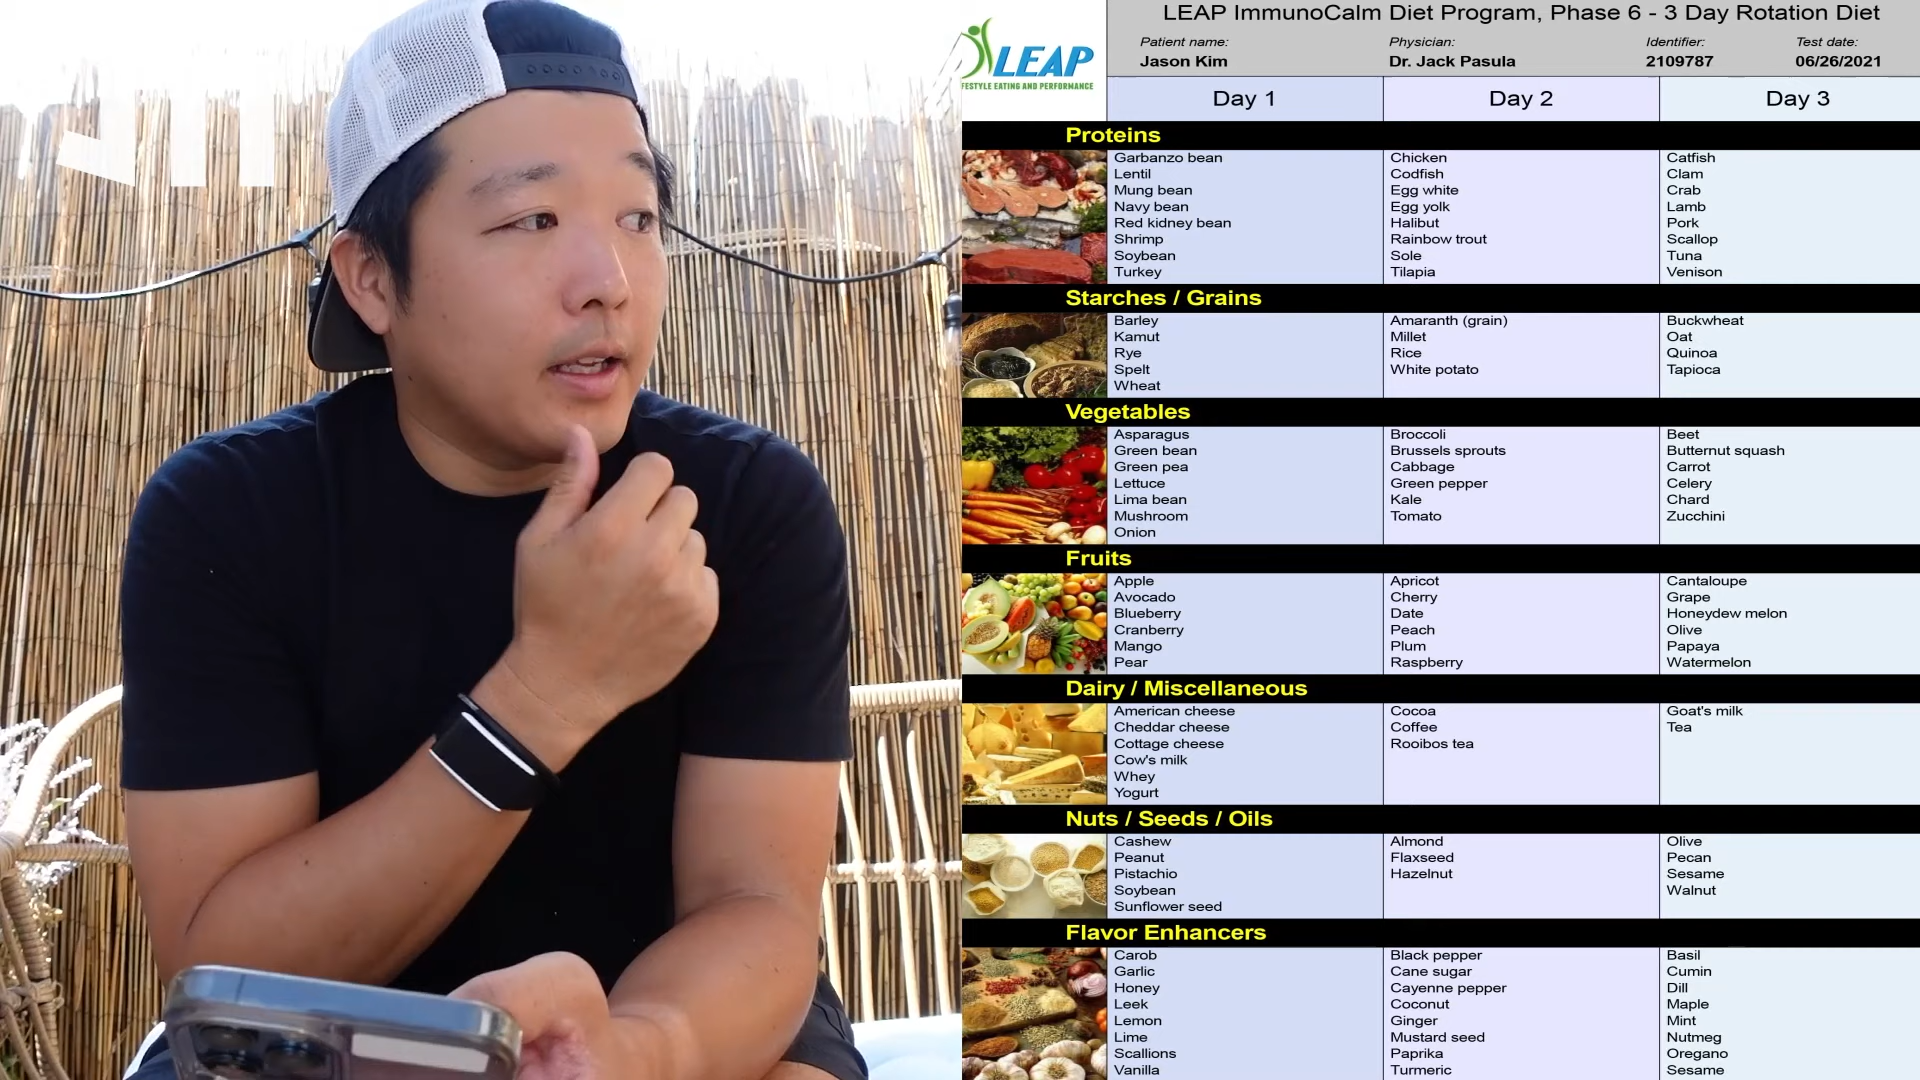 LEAP ImmunoCalm Diet Program, Phase 6 - 3 Day Rotation Diet
Patient name: Physician: Identifier: Test date:
Jason Kim Dr. Jack Pasula 2109787 06/26/2021
LEAP
FESTYLE EATING AND PERFORMANCE
Day 1 Day 2 Day 3
Proteins
Garbanzo bean Chicken Catfish
Lentil Codfish Clam
Mung bean Egg white Crab
Navy bean Egg yolk Lamb
Red kidney bean Halibut Pork
Shrimp Rainbow trout Scallop
Soybean Sole Tuna
Turkey Tilapia Venison
Starches / Grains
Barley Amaranth (grain) Buckwheat
Kamut Millet Oat
Rye Rice Quinoa
Spelt White potato Tapioca
Wheat
Vegetables
Asparagus Broccoli Beet
Green bean Brussels sprouts Butternut squash
Green pea Cabbage Carrot
Lettuce Green pepper Celery
Lima bean Kale Chard
Mushroom Tomato Zucchini
Onion
Fruits
Apple Apricot Cantaloupe
Avocado Cherry Grape
Blueberry Date Honeydew melon
Cranberry Peach Olive
Mango Plum Papaya
Pear Raspberry Watermelon
Dairy / Miscellaneous
American cheese Cocoa Goat's milk
Cheddar cheese Coffee Tea
Cottage cheese Rooibos tea
Cow's milk
Whey
Yogurt
Nuts / Seeds / Oils
Cashew Almond Olive
Peanut Flaxseed Pecan
Pistachio Hazelnut Sesame
Soybean Walnut
Sunflower seed
Flavor Enhancers
Carob Black pepper Basil
Garlic Cane sugar Cumin
Honey Cayenne pepper Dill
Leek Coconut Maple
Lemon Ginger Mint
Lime Mustard seed Nutmeg
Scallions Paprika Oregano
Vanilla Turmeric Sesame